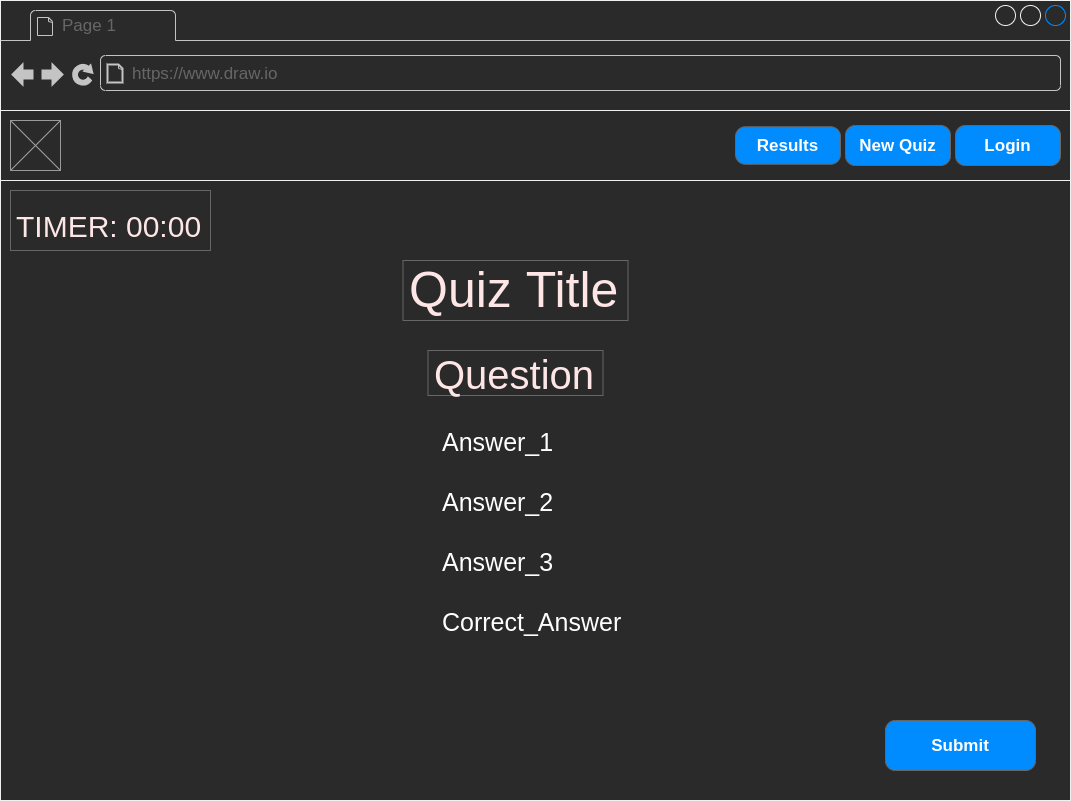 Page 1
https://www.draw.io
Results
New Quiz
Login
TIMER: 00:00
Quiz Title
Question
Answer_1
Answer_2
Answer_3
Correct_Answer
Submit